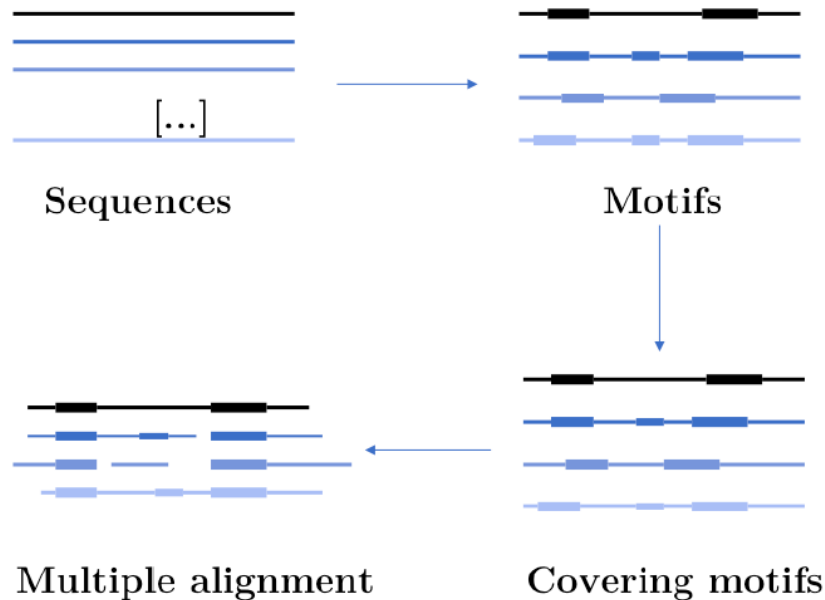 [...]
Sequences
Motifs
Multiple alignment
Covering motifs